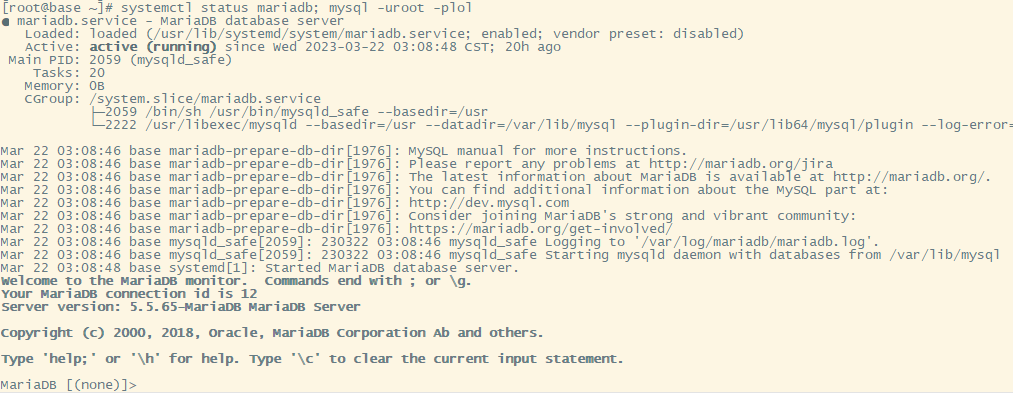 [root@base ~]# systemctl status mariadb; mysql -uroot -plol
● mariadb.service - MariaDB database server
   Loaded: loaded (/usr/lib/systemd/system/mariadb.service; enabled; vendor preset: disabled)
   Active: active (running) since Wed 2023-03-22 03:08:48 CST; 20h ago
 Main PID: 2059 (mysqld_safe)
    Tasks: 20
   Memory: 0B
   CGroup: /system.slice/mariadb.service
           ├─2059 /bin/sh /usr/bin/mysqld_safe --basedir=/usr
           └─2222 /usr/libexec/mysqld --basedir=/usr --datadir=/var/lib/mysql --plugin-dir=/usr/lib64/mysql/plugin --log-error=
Mar 22 03:08:46 base mariadb-prepare-db-dir[1976]: MySQL manual for more instructions.
Mar 22 03:08:46 base mariadb-prepare-db-dir[1976]: Please report any problems at http://mariadb.org/jira
Mar 22 03:08:46 base mariadb-prepare-db-dir[1976]: The latest information about MariaDB is available at http://mariadb.org/.
Mar 22 03:08:46 base mariadb-prepare-db-dir[1976]: You can find additional information about the MySQL part at:
Mar 22 03:08:46 base mariadb-prepare-db-dir[1976]: http://dev.mysql.com
Mar 22 03:08:46 base mariadb-prepare-db-dir[1976]: Consider joining MariaDB's strong and vibrant community:
Mar 22 03:08:46 base mariadb-prepare-db-dir[1976]: https://mariadb.org/get-involved/
Mar 22 03:08:46 base mysqld_safe[2059]: 230322 03:08:46 mysqld_safe Logging to '/var/log/mariadb/mariadb.log'.
Mar 22 03:08:46 base mysqld_safe[2059]: 230322 03:08:46 mysqld_safe Starting mysqld daemon with databases from /var/lib/mysql
Mar 22 03:08:48 base systemd[1]: Started MariaDB database server.
Welcome to the MariaDB monitor.  Commands end with ; or \g.
Your MariaDB connection id is 12
Server version: 5.5.65-MariaDB MariaDB Server
Copyright (c) 2000, 2018, Oracle, MariaDB Corporation Ab and others.
Type 'help;' or '\h' for help. Type '\c' to clear the current input statement.
MariaDB [(none)]>